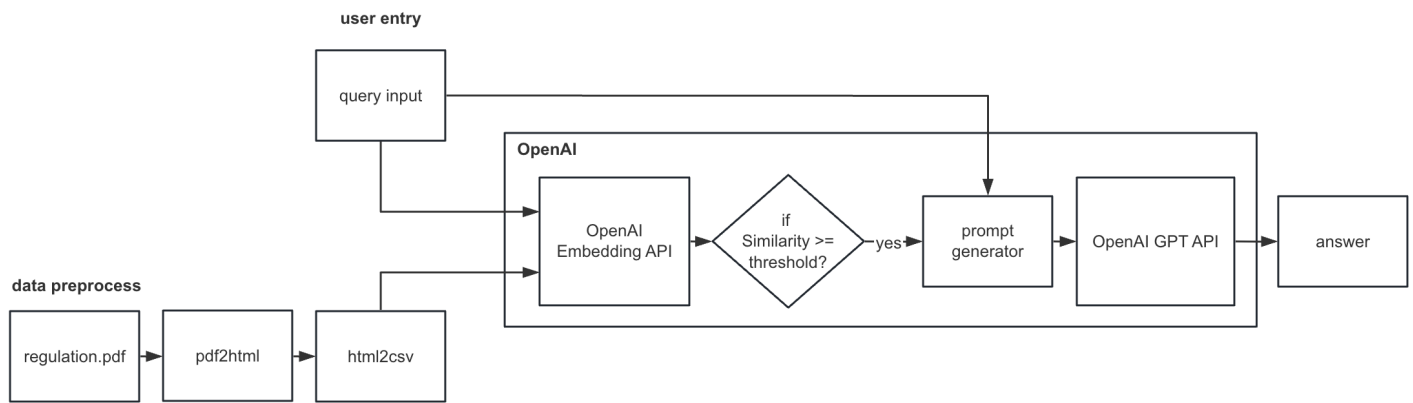 user entry
query input
OpenAI
OpenAI
Embedding API
if
Similarity >=
threshold?
yes
prompt
generator
OpenAI GPT API
answer
data preprocess
regulation.pdf
pdf2html
html2csv